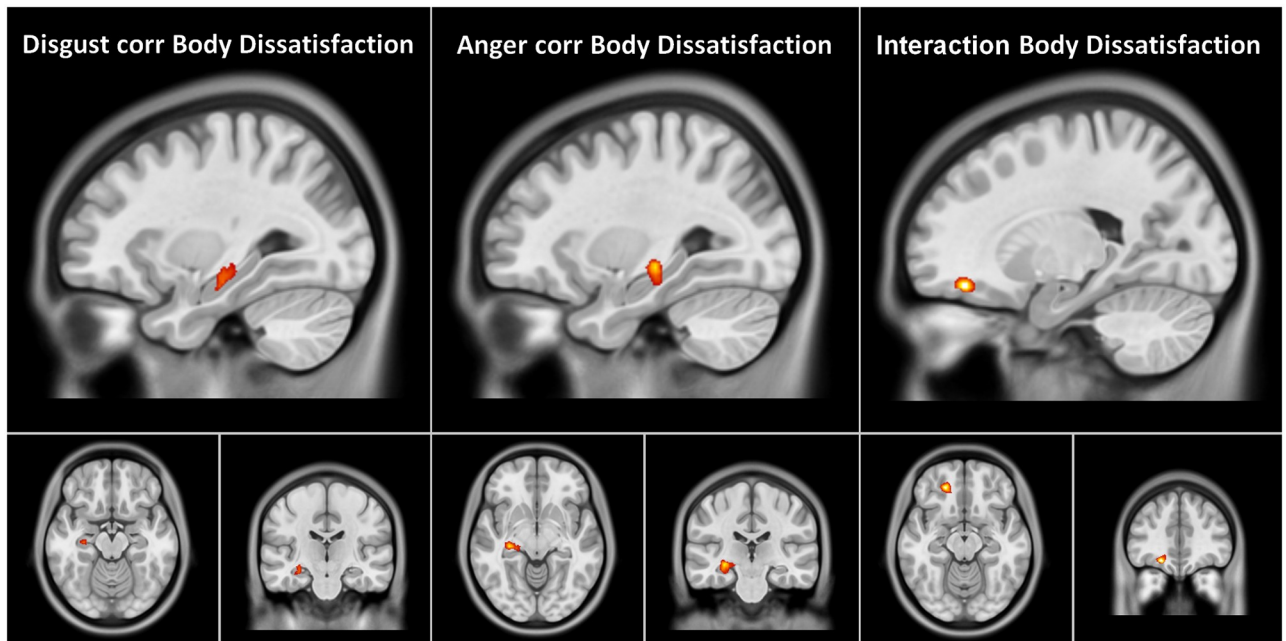 Disgust corr Body Dissatisfaction
Anger corr Body Dissatisfaction
Interaction Body Dissatisfaction